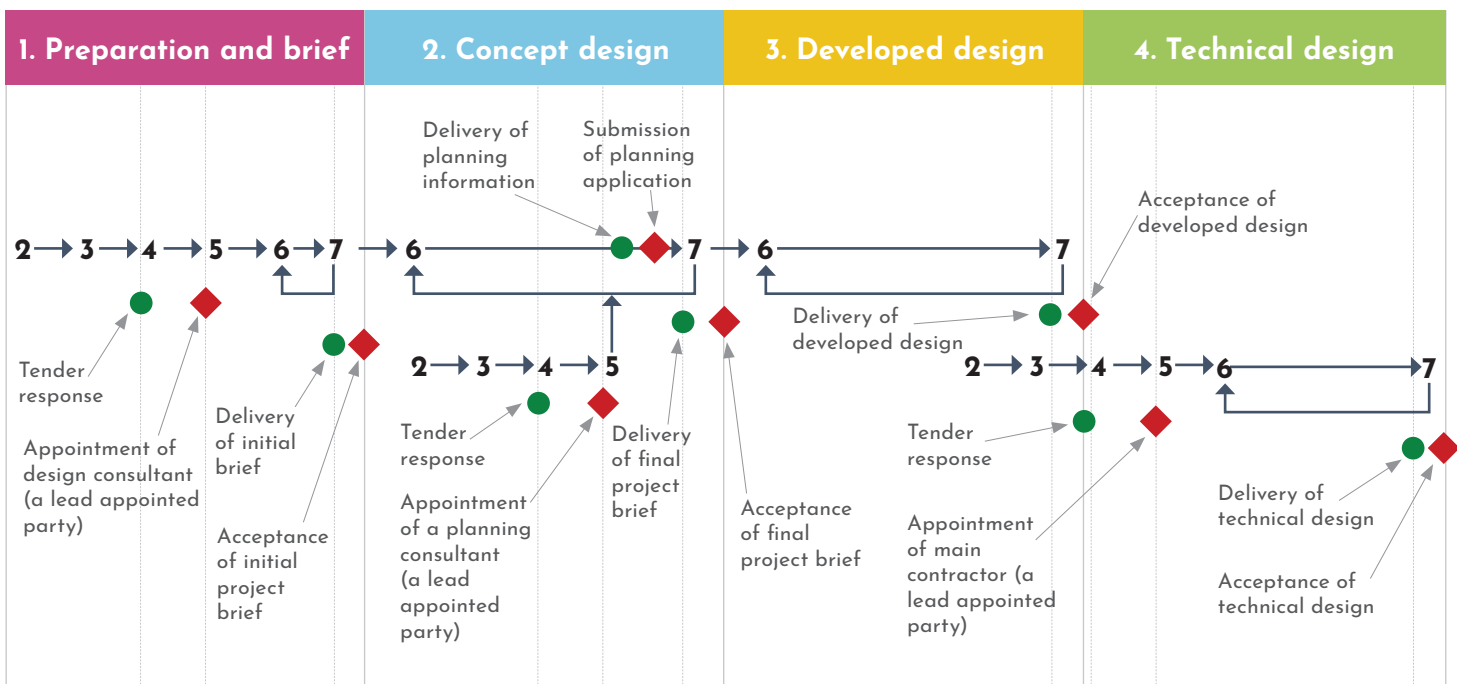 1. Preparation and brief
2. Concept design
3. Developed design
4. Technical design
Delivery of
planning
information
Submission
of planning
application
Acceptance of
developed design
2 3 4 5 6 7 6 7 6 7
Delivery of
developed design
2 3 4 5
2 3 4 5 6 7
Tender
response
Appointment of
design consultant
(a lead appointed
party)
Delivery
of initial
brief
Acceptance
of initial
project
brief
Tender
response
Appointment
of a planning
consultant
(a lead
appointed
party)
Delivery
of final
project
brief
Acceptance
of final
project brief
Tender
response
Appointment
of main
contractor (a
lead appointed
party)
Delivery of
technical design
Acceptance of
technical design